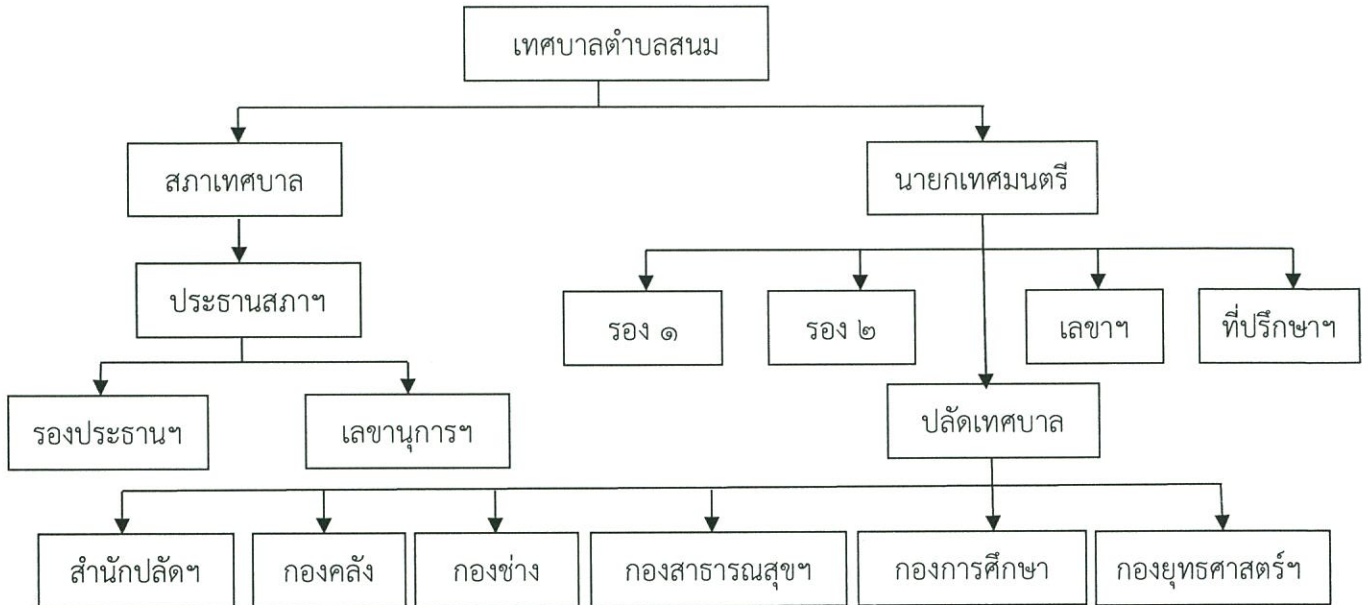 เทศบาลตำบลสนม
สภาเทศบาล
นายกเทศมนตรี
ประธานสภาฯ
รอง ๑
รอง ๒
เลขาฯ
ที่ปรึกษาฯ
รองประธานฯ
เลขานุการฯ
ปลัดเทศบาล
สำนักปลัดฯ
กองคลัง
กองช่าง
กองสาธารณสุขฯ
กองการศึกษา
กองยุทธศาสตร์ฯ